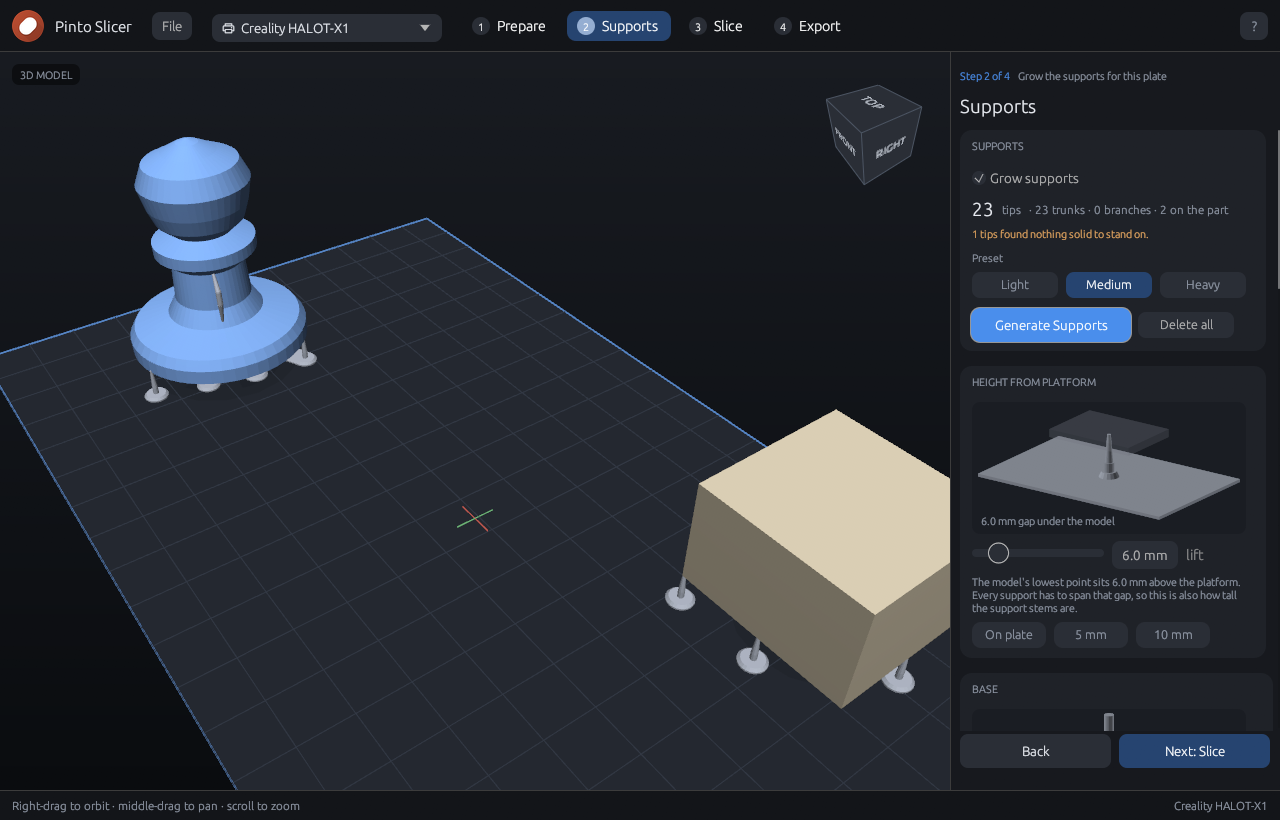 Pinto Slicer
File
Creality HALOT-X1
1 Prepare
2 Supports
3 Slice
4 Export
?
3D MODEL
TOP
FRONT
RIGHT
Step 2 of 4 Grow the supports for this plate
Supports
SUPPORTS
Grow supports
23 tips · 23 trunks · 0 branches · 2 on the part
1 tips found nothing solid to stand on.
Preset
Light
Medium
Heavy
Generate Supports
Delete all
HEIGHT FROM PLATFORM
6.0 mm gap under the model
6.0 mm lift
The model's lowest point sits 6.0 mm above the platform.
Every support has to span that gap, so this is also how tall
the support stems are.
On plate
5 mm
10 mm
BASE
Back
Next: Slice
Right-drag to orbit · middle-drag to pan · scroll to zoom
Creality HALOT-X1